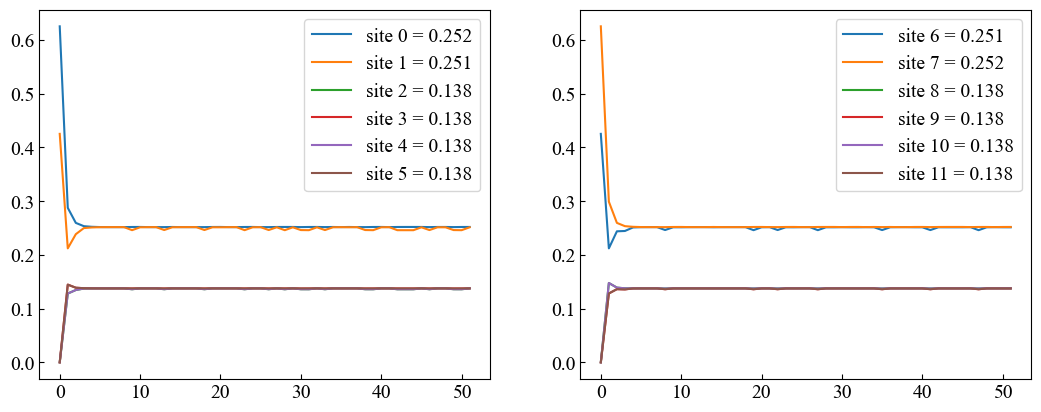 0.6
0.5
0.4
0.3
0.2
0.1
0.0
0
10
20
30
40
50
site 0 = 0.252
site 1 = 0.251
site 2 = 0.138
site 3 = 0.138
site 4 = 0.138
site 5 = 0.138
0.6
0.5
0.4
0.3
0.2
0.1
0.0
0
10
20
30
40
50
site 6 = 0.251
site 7 = 0.252
site 8 = 0.138
site 9 = 0.138
site 10 = 0.138
site 11 = 0.138